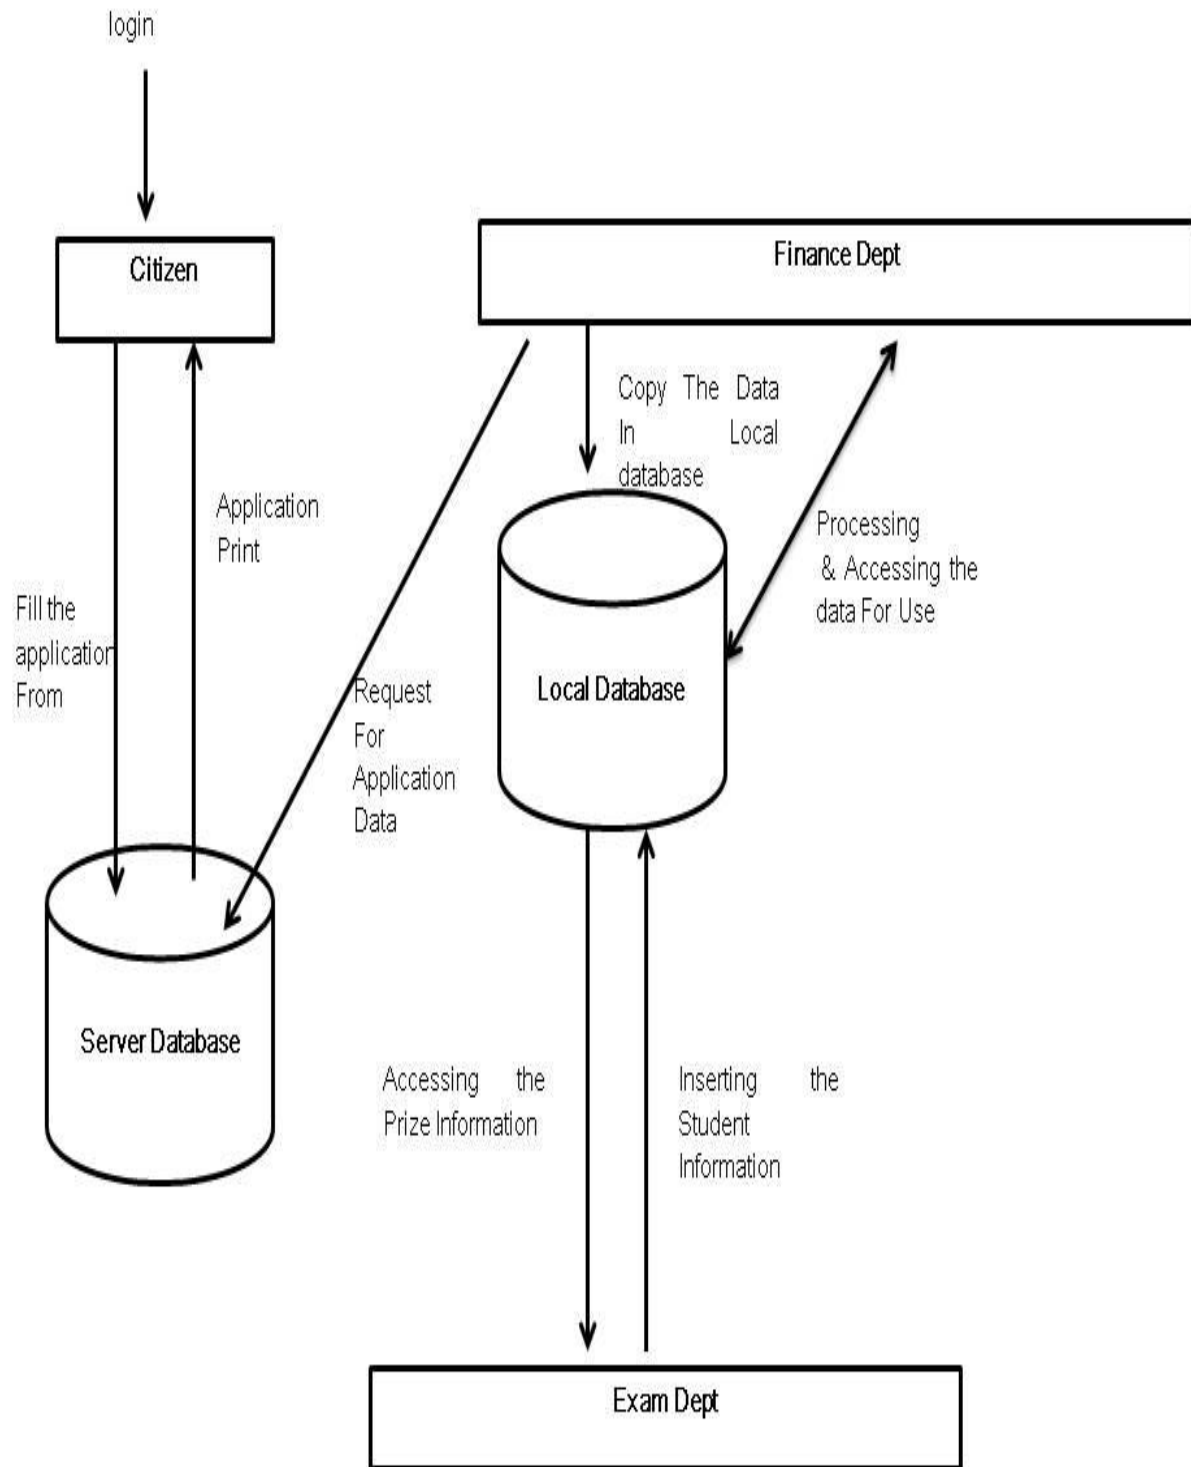 login
Citizen
Finance Dept
Copy The Data
In Local
database
Application
Print
Processing
& Accessing the
data For Use
Fill the
application
From
Request
For
Application
Data
Local Database
Server Database
Accessing the
Prize Information
Inserting the
Student
Information
Exam Dept